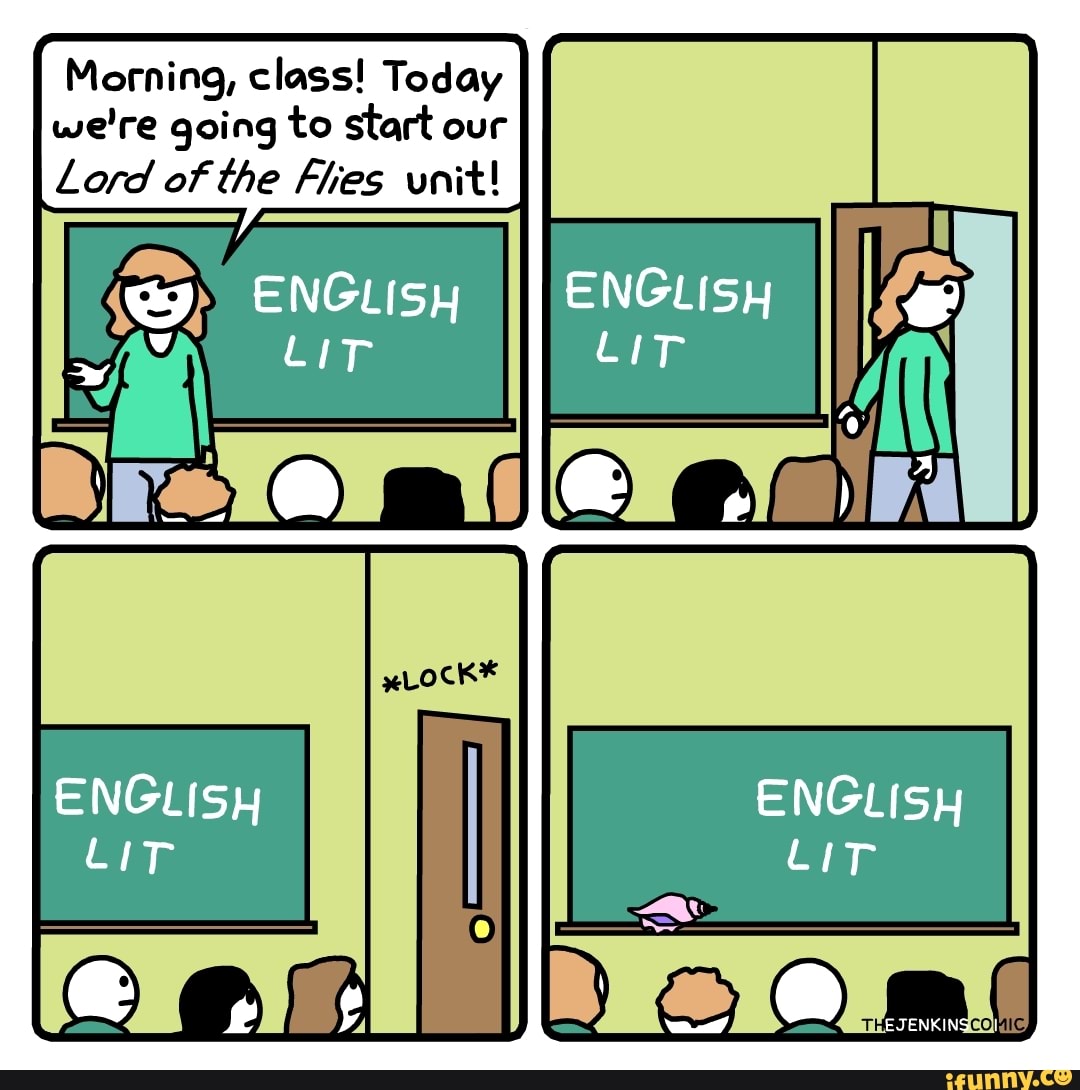 Morning, class! Today
we're going to start our
Lord of the Flies unit!
ENGLISH
LIT
ENGLISH
LIT
*LOCK*
ENGLISH
LIT
ENGLISH
LIT
THEJENKINSCOMIC
ifunny.co